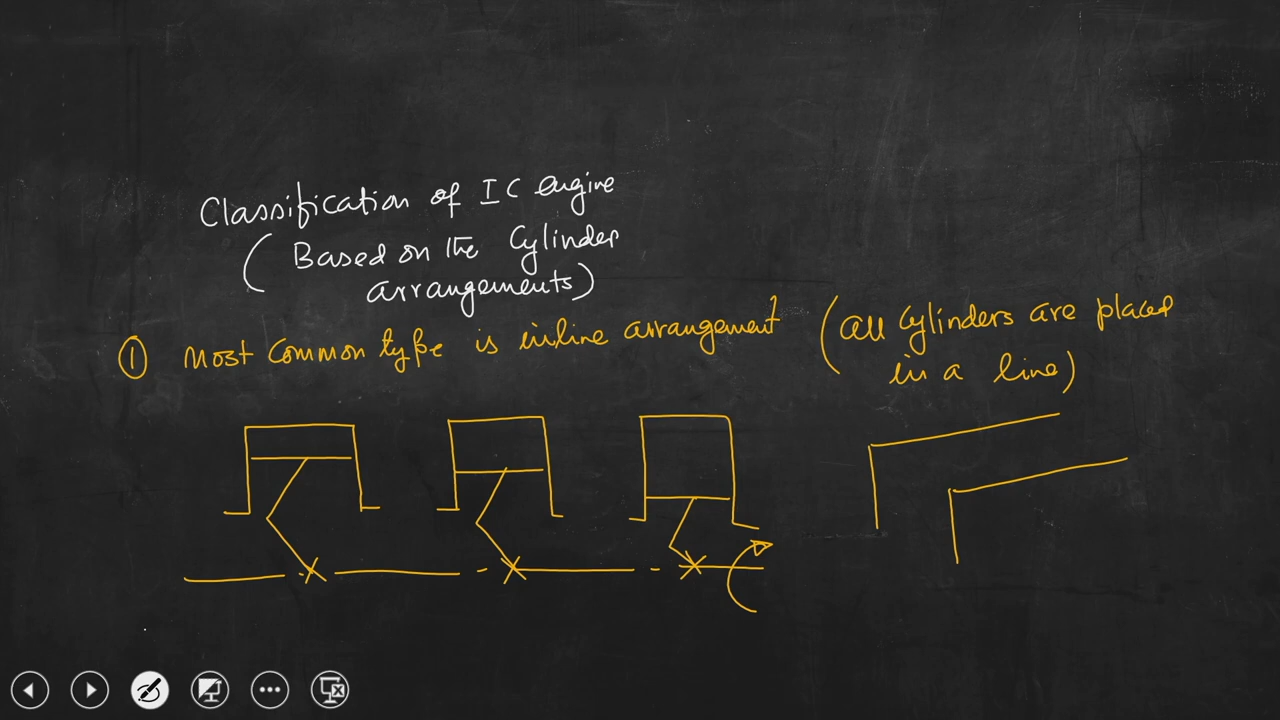 Classification of IC engine
( Based on the Cylinder
arrangements)
① Most Common type is inline arrangement (all cylinders are placed
in a line)